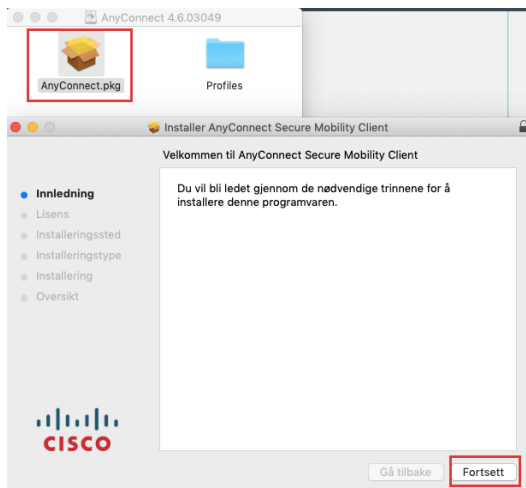 AnyConnect 4.6.03049
AnyConnect.pkg
Profiles
Installer AnyConnect Secure Mobility Client
Velkommen til AnyConnect Secure Mobility Client
Innledning
Lisens
Installeringssted
Installeringstype
Installering
Oversikt
Du vil bli ledet gjennom de nødvendige trinnene for å
installere denne programvaren.
CISCO
Gå tilbake
Fortsett